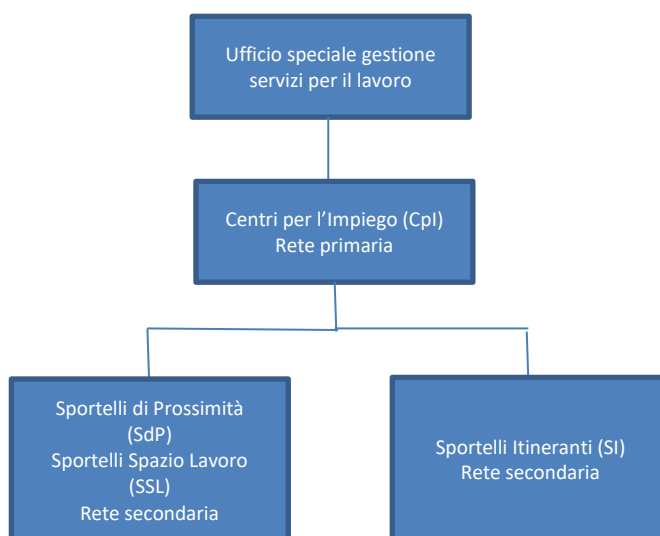 Ufficio speciale gestione
servizi per il lavoro
Centri per l’Impiego (CpI)
Rete primaria
Sportelli di Prossimità
(SdP)
Sportelli Spazio Lavoro
(SSL)
Rete secondaria
Sportelli Itineranti (SI)
Rete secondaria